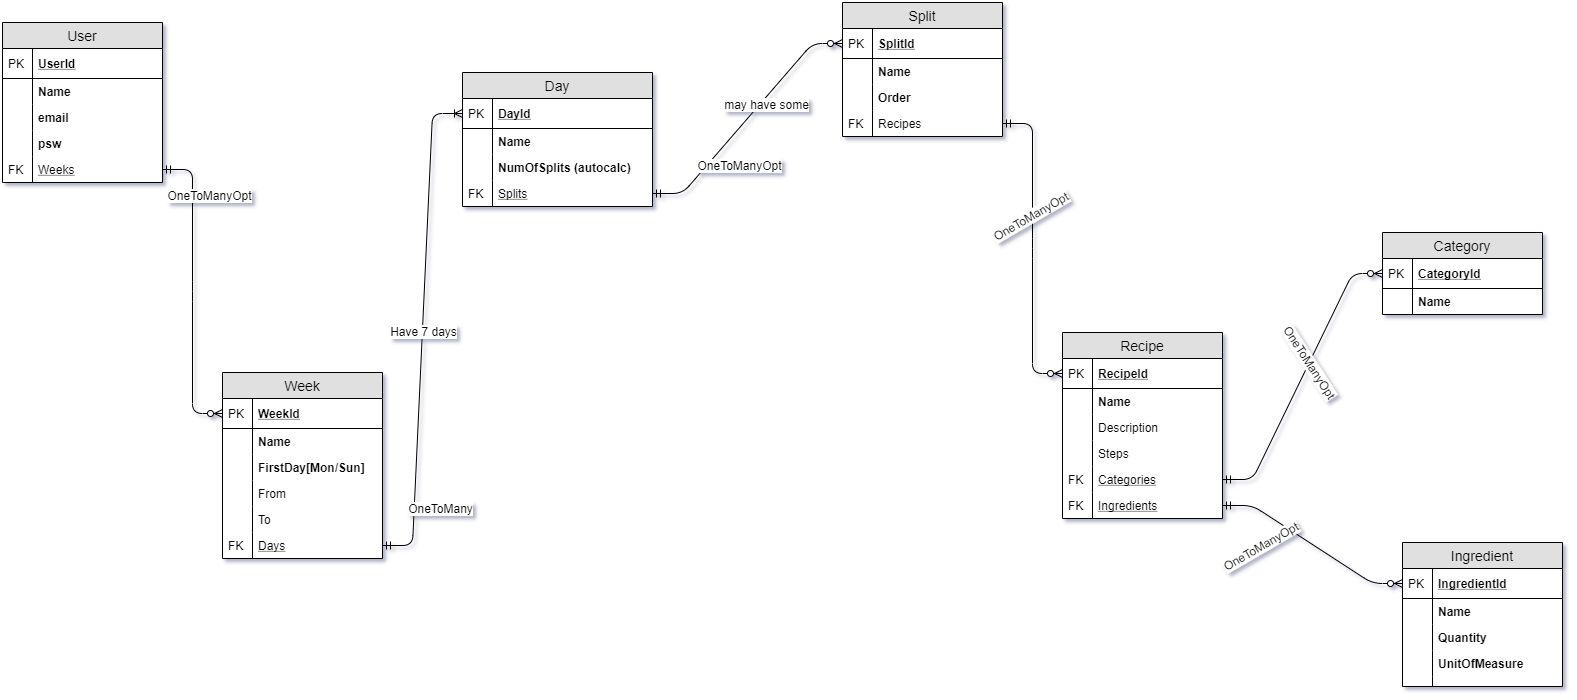 User
PK UserId
Name
email
psw
FK Weeks
OneToManyOpt
Week
PK WeekId
Name
FirstDay[Mon/Sun]
From
To
FK Days
OneToMany
Have 7 days
Day
PK DayId
Name
NumOfSplits (autocalc)
FK Splits
OneToManyOpt
may have some
Split
PK SplitId
Name
Order
FK Recipes
OneToManyOpt
Recipe
PK RecipeId
Name
Description
Steps
FK Categories
FK Ingredients
OneToManyOpt
Category
PK CategoryId
Name
OneToManyOpt
Ingredient
PK IngredientId
Name
Quantity
UnitOfMeasure